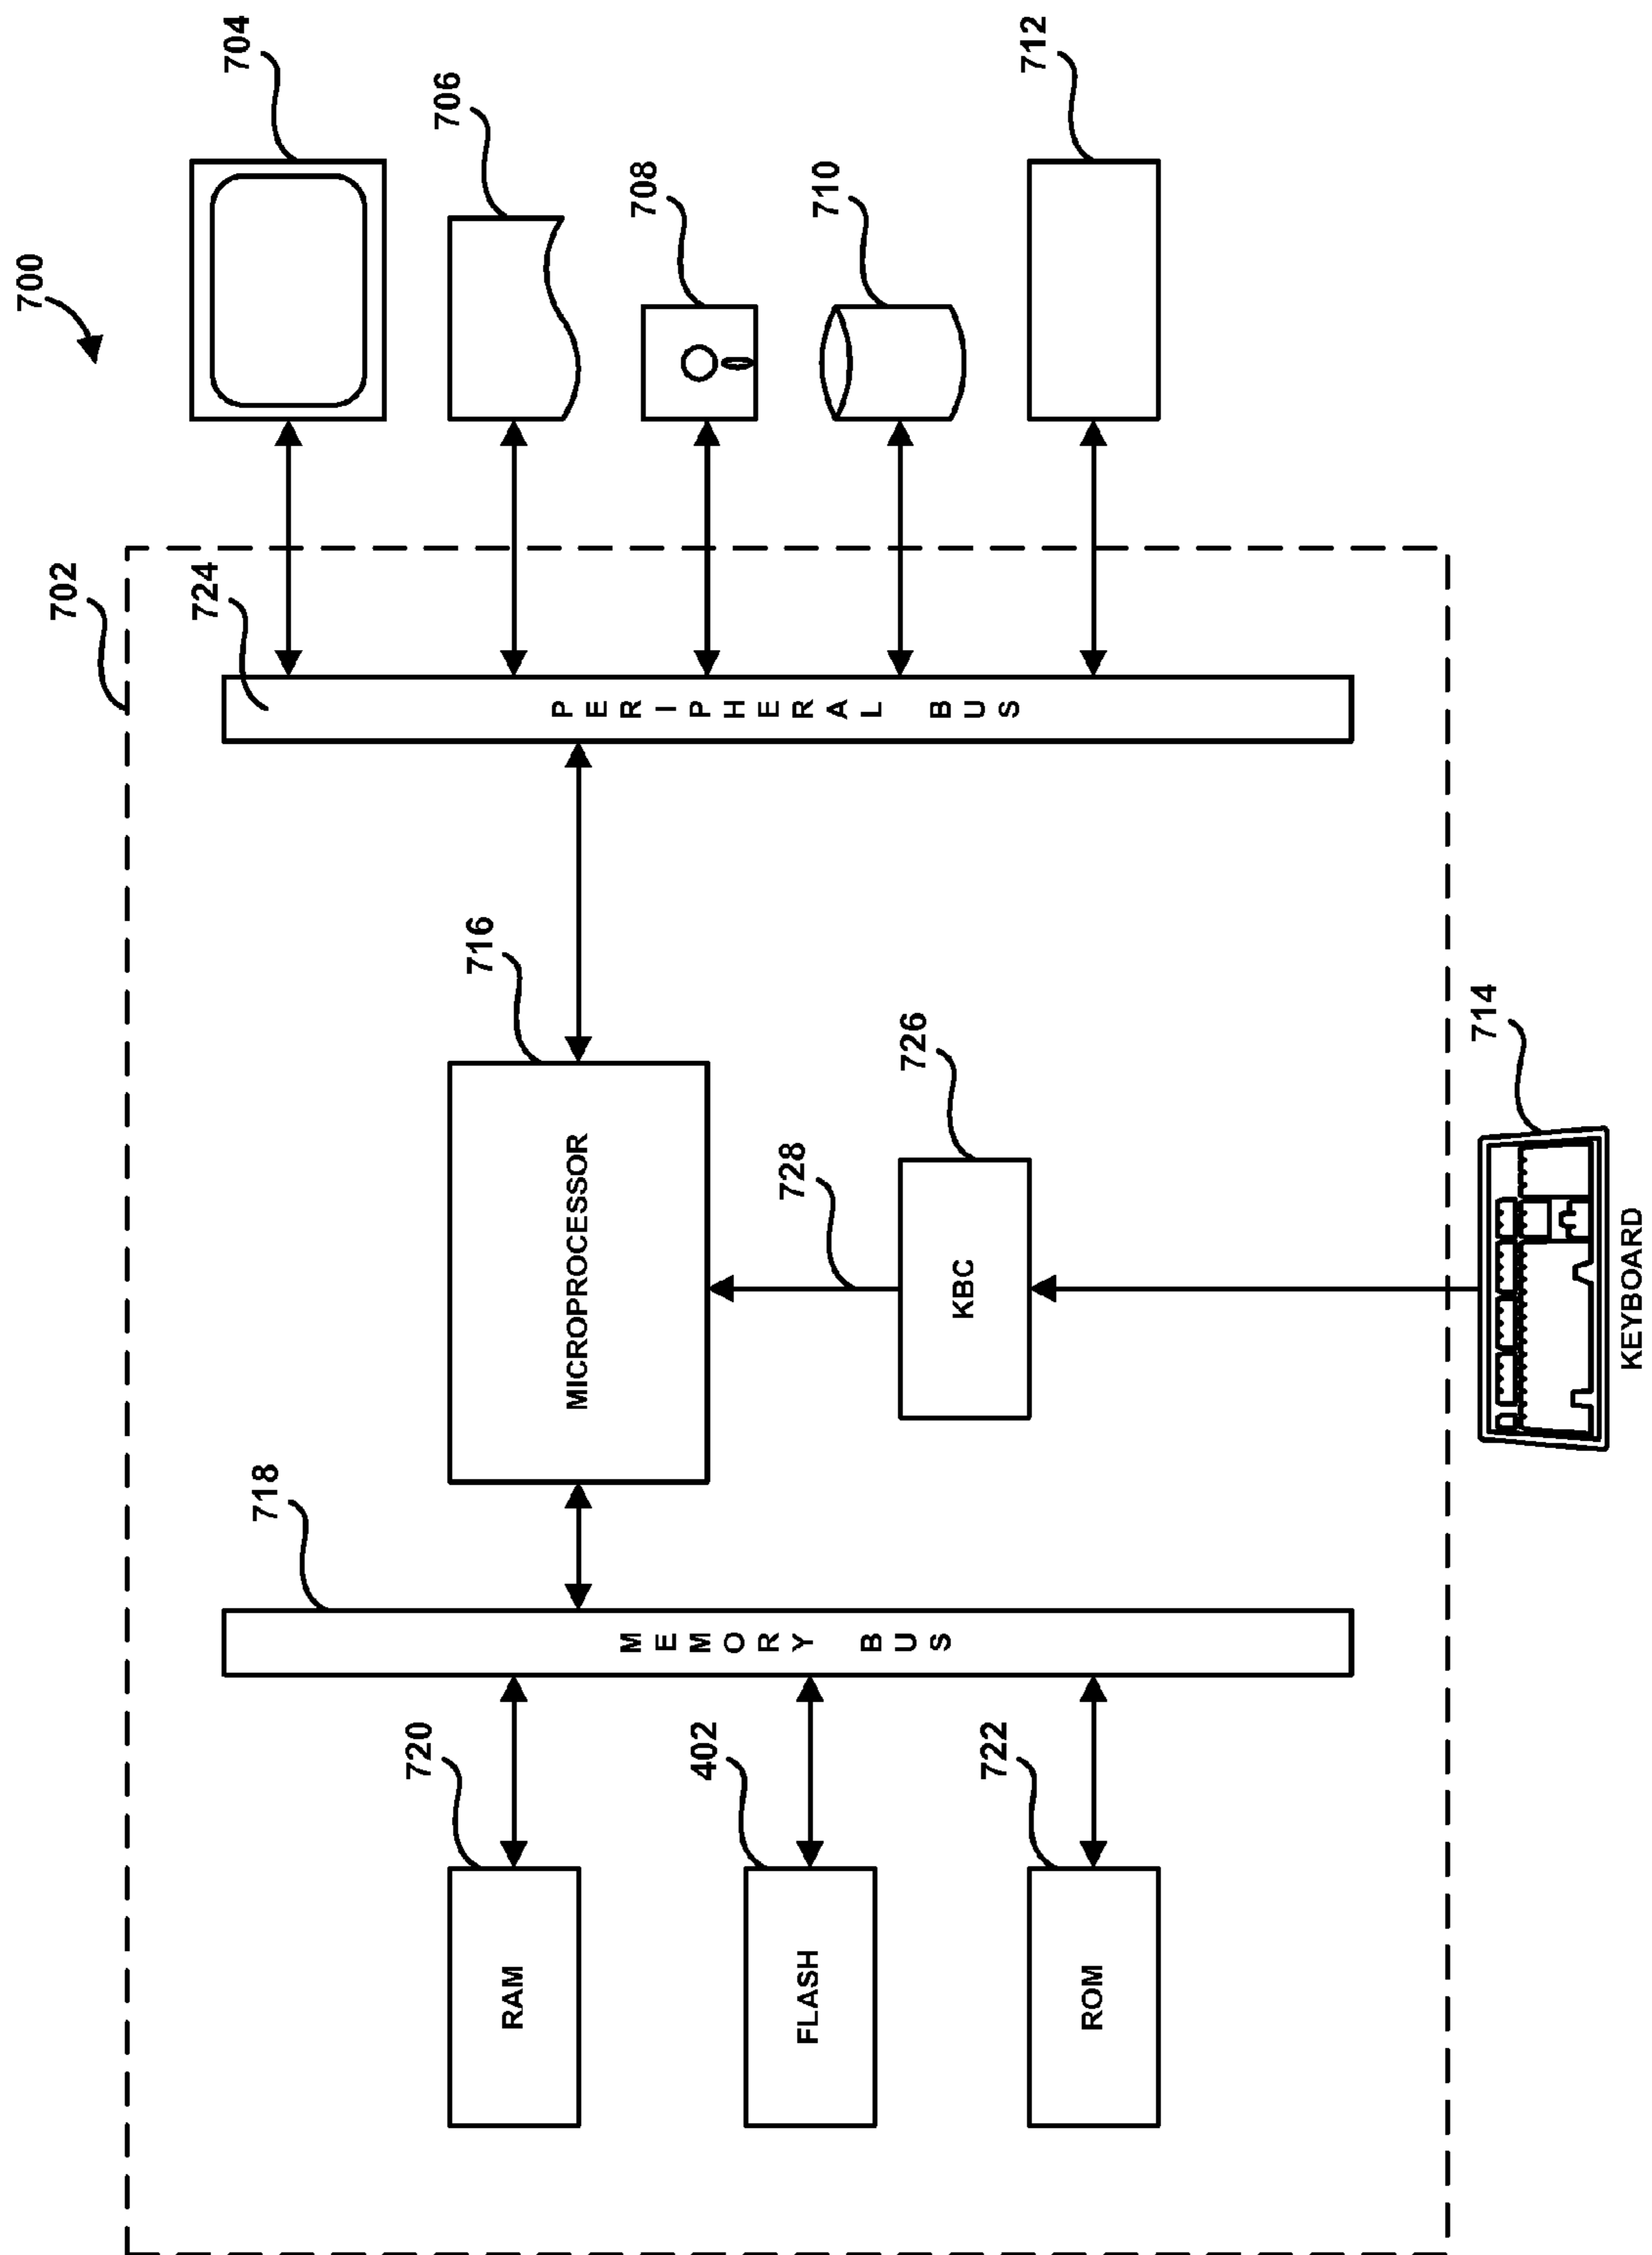 700
702
704
724
706
708
710
712
PERIPHERAL BUS
716
MICROPROCESSOR
726
728
KBC
714
KEYBOARD
718
MEMORY BUS
720
RAM
402
FLASH
722
ROM